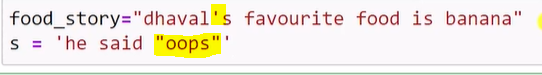 food_story="dhaval's favourite food is banana"
s = 'he said "oops"'